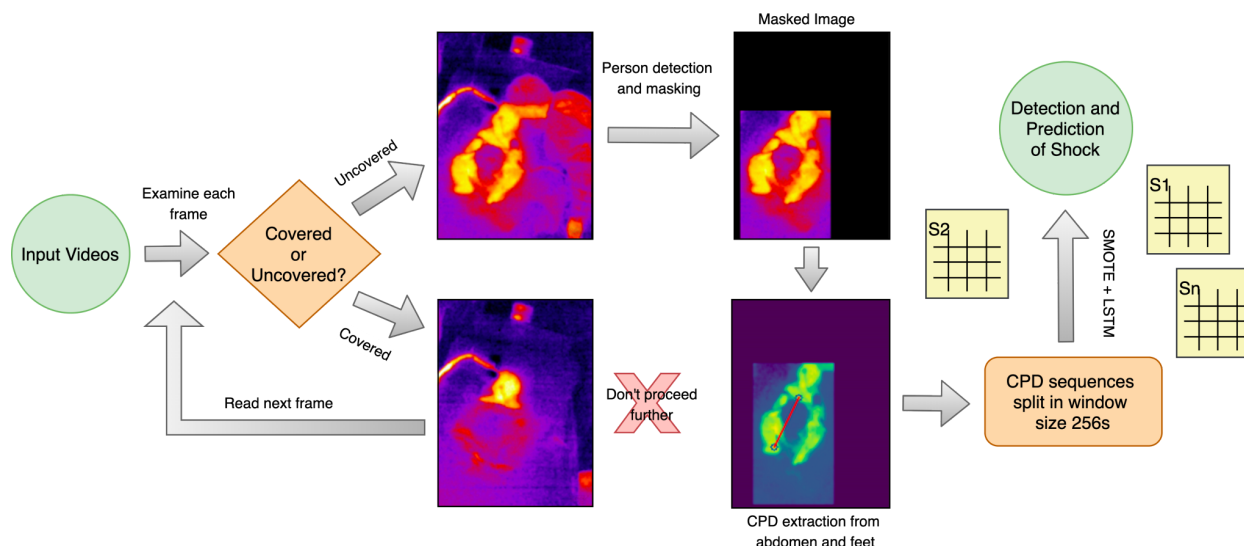 Input Videos
Examine each
frame
Covered
or
Uncovered?
Uncovered
Covered
Read next frame
Person detection
and masking
Masked Image
Don't proceed
further
CPD extraction from
abdomen and feet
CPD sequences
split in window
size 256s
SMOTE + LSTM
S2
S1
Sn
Detection and
Prediction
of Shock